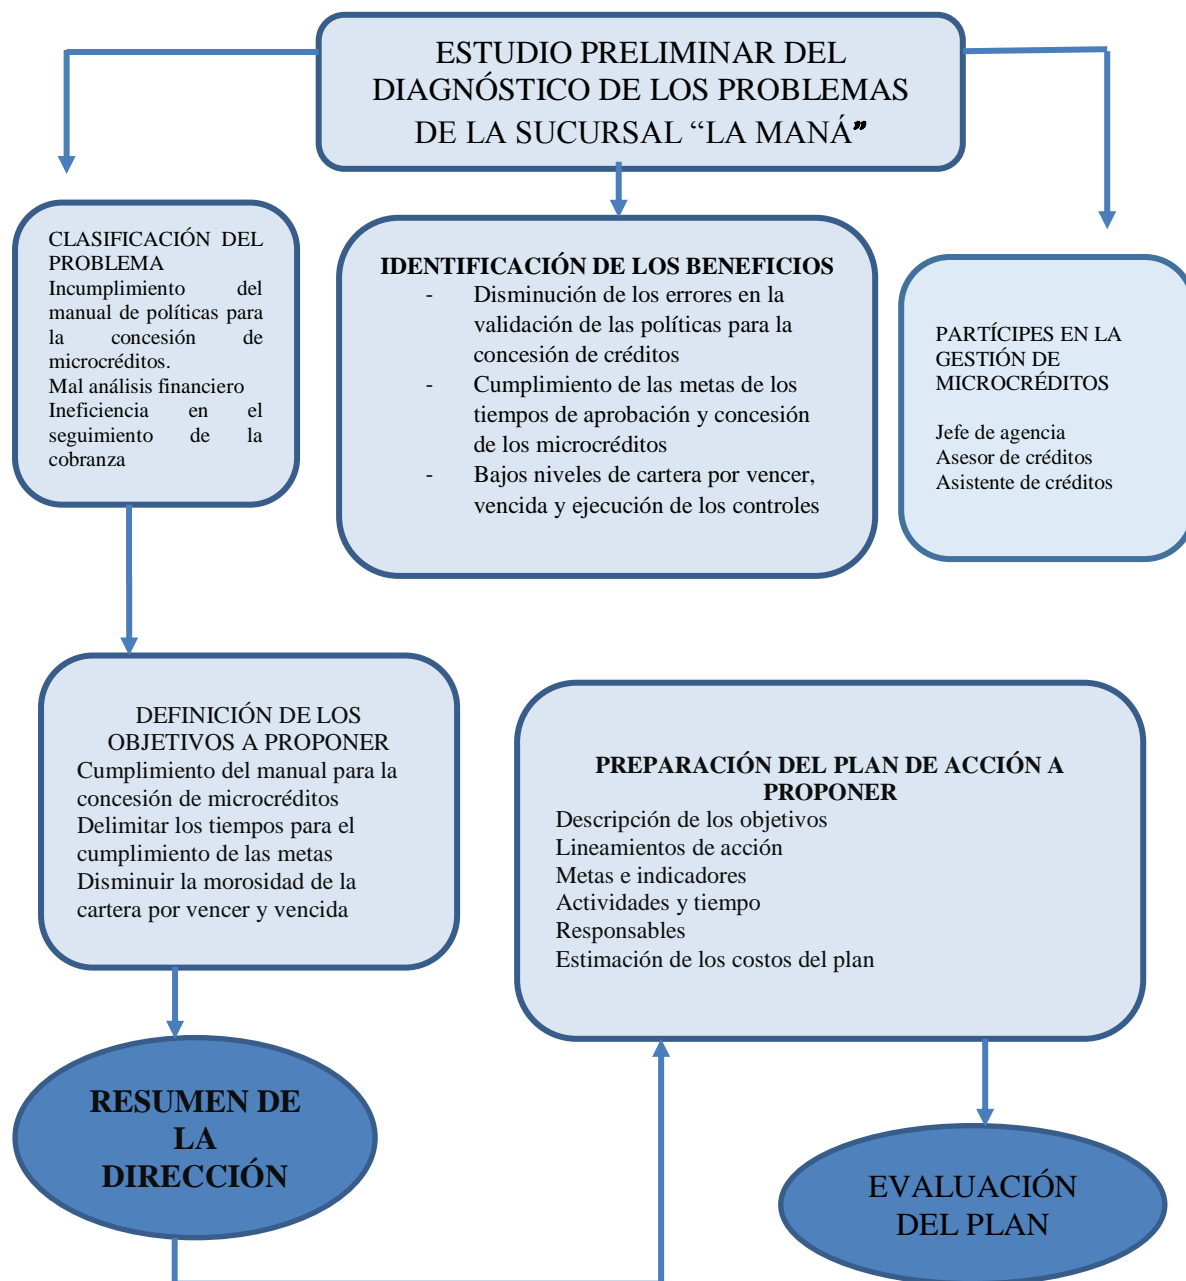 ESTUDIO PRELIMINAR DEL
DIAGNÓSTICO DE LOS PROBLEMAS
DE LA SUCURSAL “LA MANÁ”
CLASIFICACIÓN DEL
PROBLEMA
Incumplimiento del
manual de políticas para
la concesión de
microcréditos.
Mal análisis financiero
Ineficiencia en el
seguimiento de la
cobranza
IDENTIFICACIÓN DE LOS BENEFICIOS
- Disminución de los errores en la
validación de las políticas para la
concesión de créditos
- Cumplimiento de las metas de los
tiempos de aprobación y concesión
de los microcréditos
- Bajos niveles de cartera por vencer,
vencida y ejecución de los controles
PARTÍCIPES EN LA
GESTIÓN DE
MICROCRÉDITOS
Jefe de agencia
Asesor de créditos
Asistente de créditos
DEFINICIÓN DE LOS
OBJETIVOS A PROPONER
Cumplimiento del manual para la
concesión de microcréditos
Delimitar los tiempos para el
cumplimiento de las metas
Disminuir la morosidad de la
cartera por vencer y vencida
PREPARACIÓN DEL PLAN DE ACCIÓN A
PROPONER
Descripción de los objetivos
Lineamientos de acción
Metas e indicadores
Actividades y tiempo
Responsables
Estimación de los costos del plan
RESUMEN DE
LA
DIRECCIÓN
EVALUACIÓN
DEL PLAN